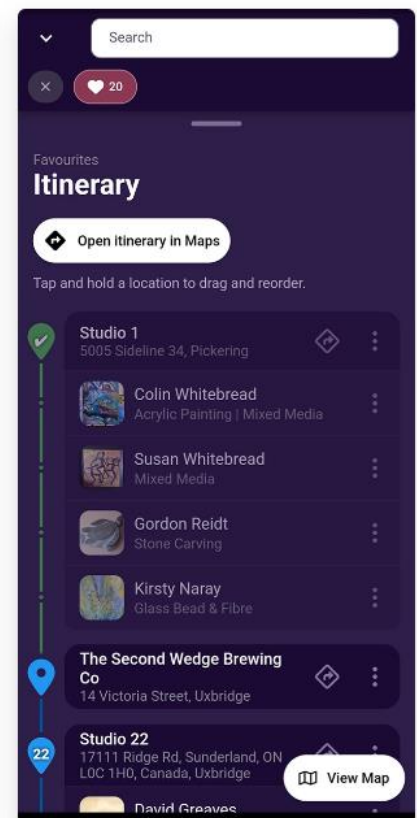 Search
20
Favourites
Itinerary
Open itinerary in Maps
Tap and hold a location to drag and reorder.
Studio 1
5005 Sideline 34, Pickering
Colin Whitebread
Acrylic Painting | Mixed Media
Susan Whitebread
Mixed Media
Gordon Reidt
Stone Carving
Kirsty Naray
Glass Bead & Fibre
The Second Wedge Brewing
Co
14 Victoria Street, Uxbridge
22
Studio 22
17111 Ridge Rd, Sunderland, ON
L0C 1H0, Canada, Uxbridge
View Map
David Greaves